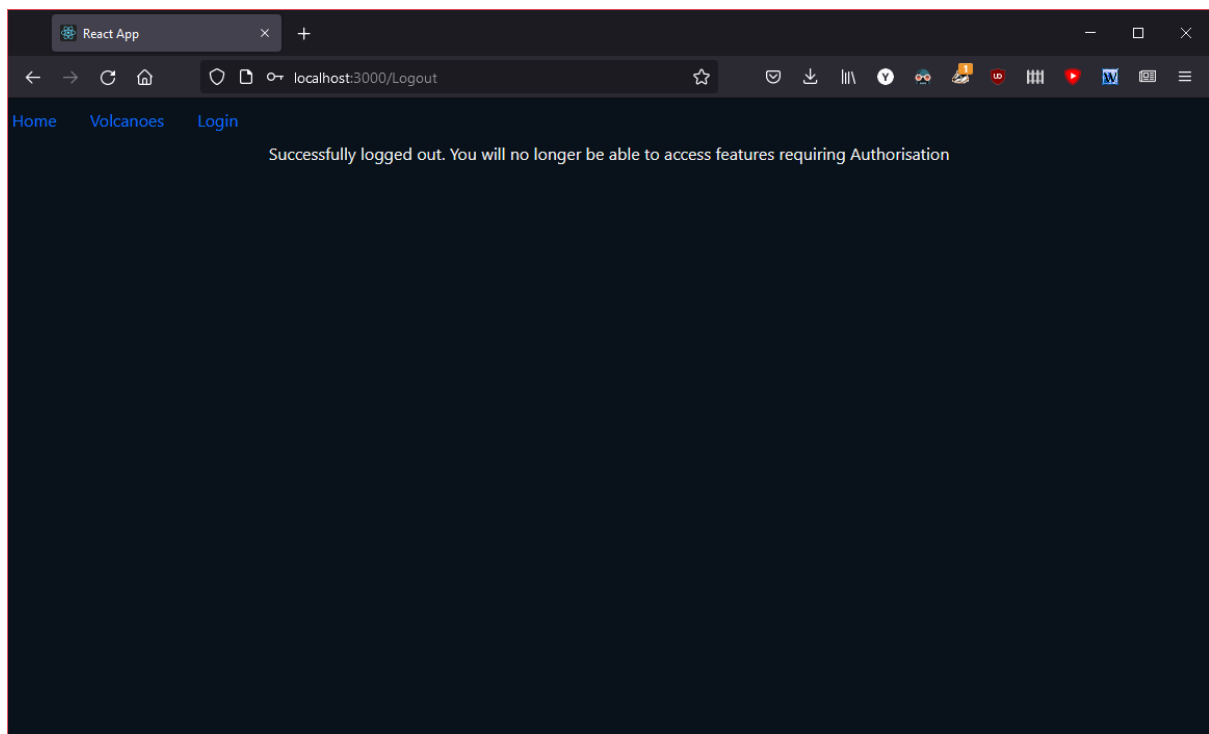 React App
localhost:3000/Logout
1
Home Volcanoes Login
Successfully logged out. You will no longer be able to access features requiring Authorisation